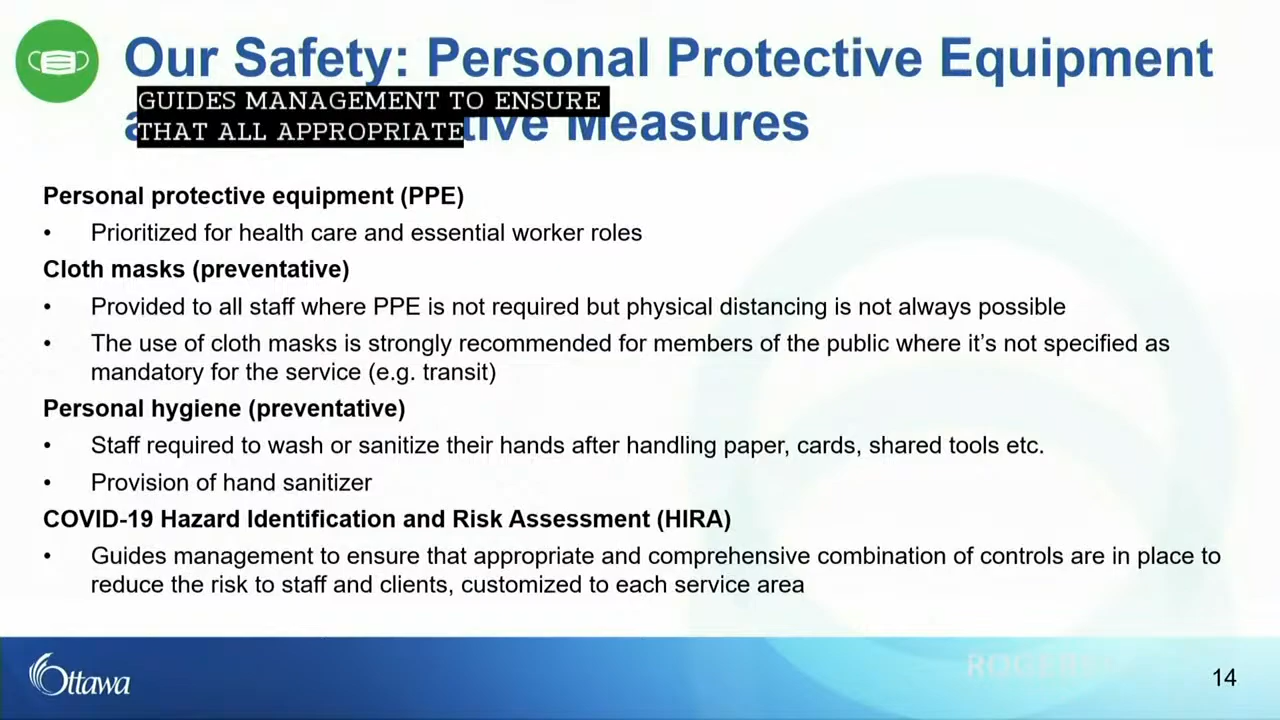 Our Safety: Personal Protective Equipment
GUIDES MANAGEMENT TO ENSURE
THAT ALL APPROPRIATE
Measures
Personal protective equipment (PPE)
• Prioritized for health care and essential worker roles
Cloth masks (preventative)
• Provided to all staff where PPE is not required but physical distancing is not always possible
• The use of cloth masks is strongly recommended for members of the public where it's not specified as
mandatory for the service (e.g. transit)
Personal hygiene (preventative)
• Staff required to wash or sanitize their hands after handling paper, cards, shared tools etc.
• Provision of hand sanitizer
COVID-19 Hazard Identification and Risk Assessment (HIRA)
• Guides management to ensure that appropriate and comprehensive combination of controls are in place to
reduce the risk to staff and clients, customized to each service area
Ottawa
ROGERS
14